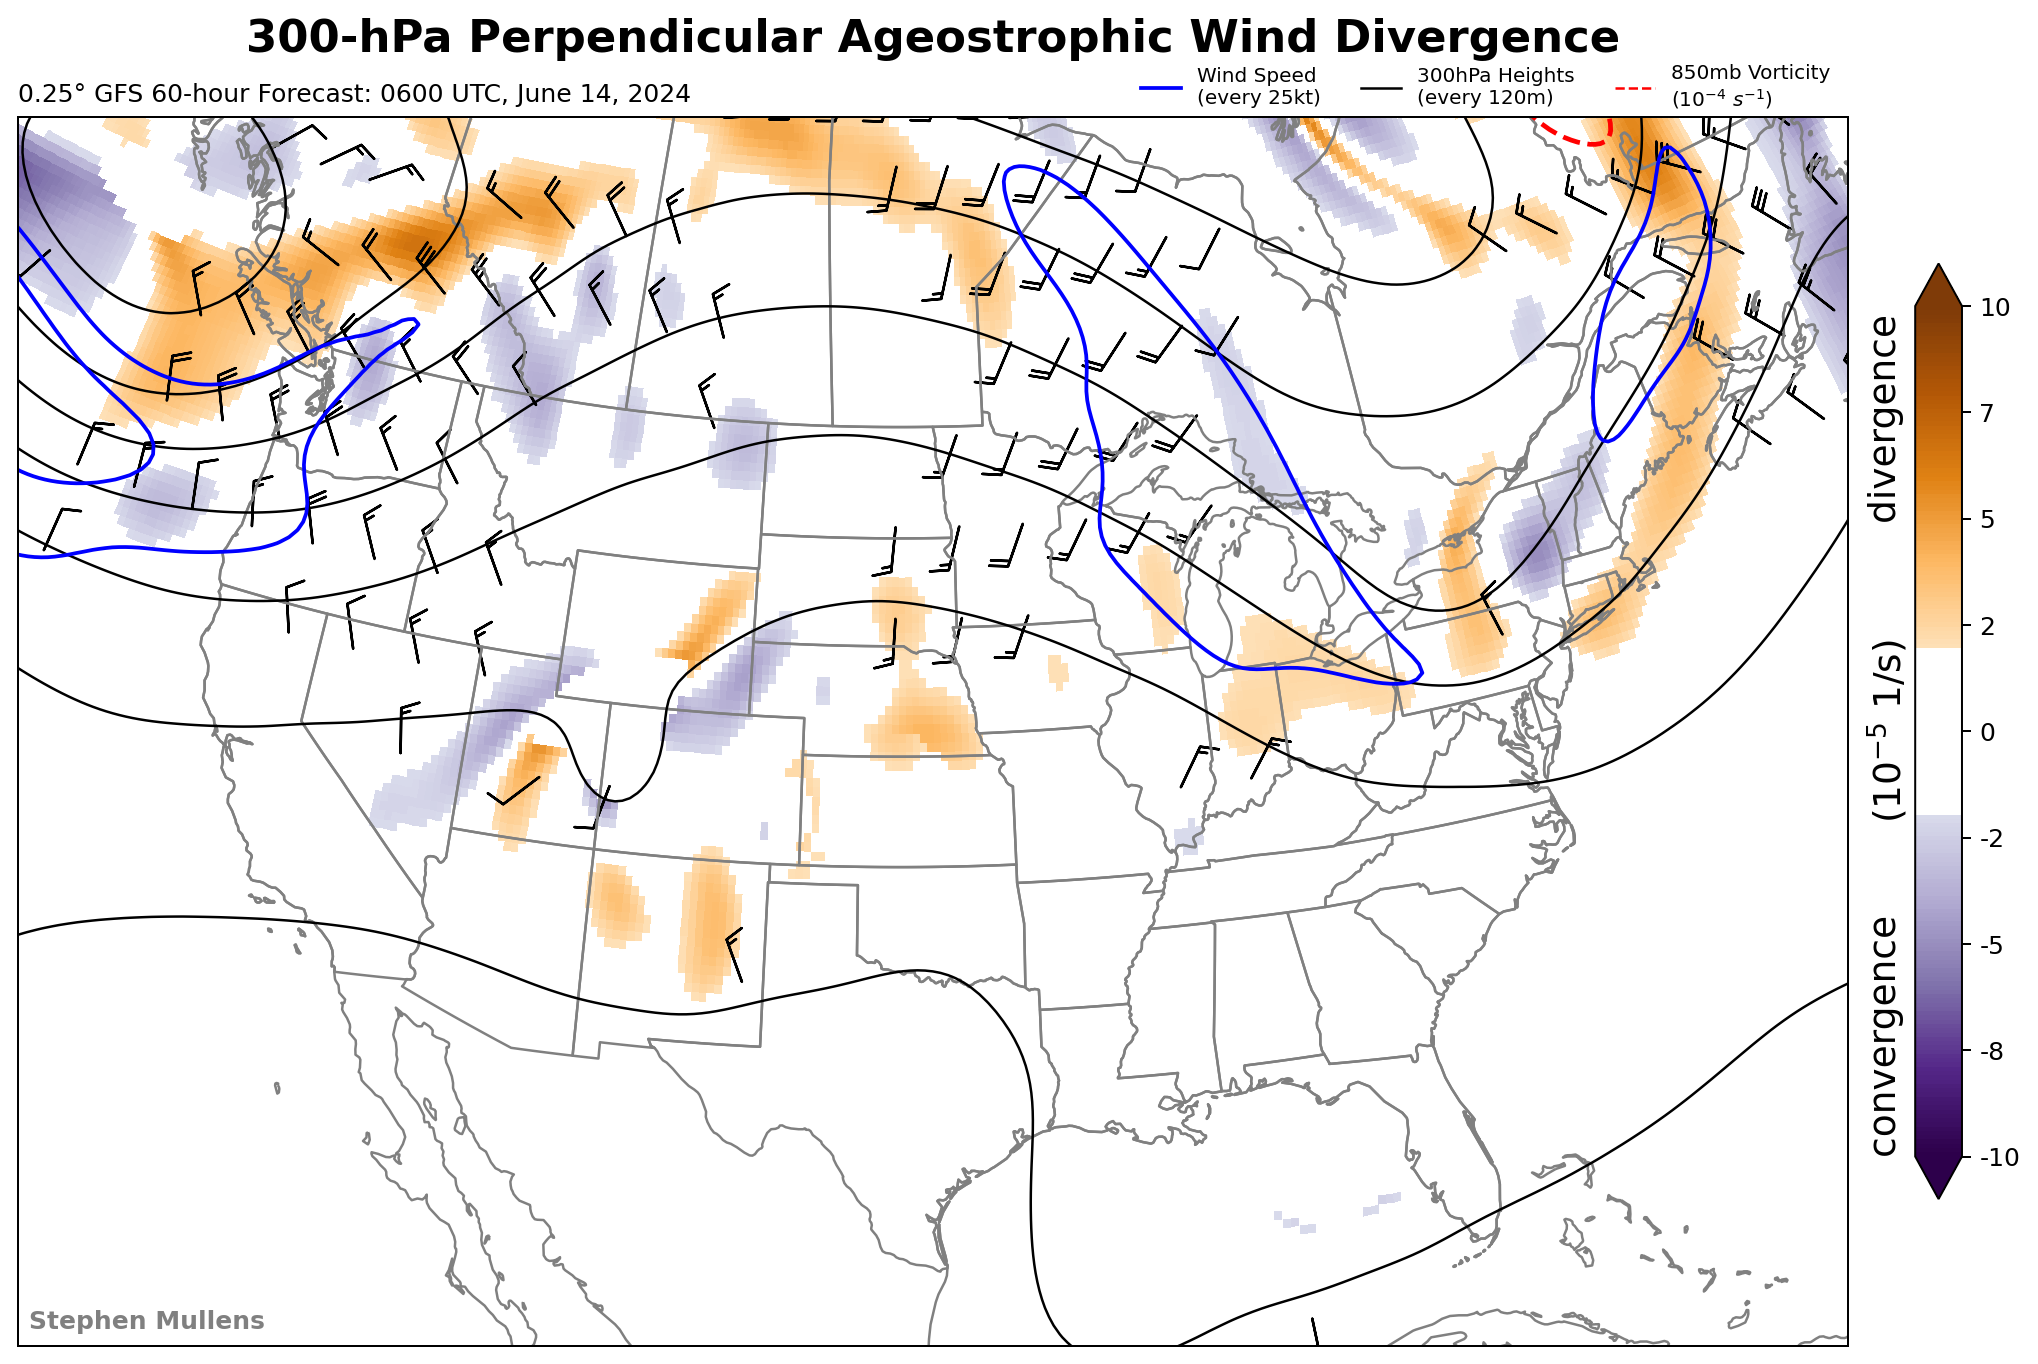 300-hPa Perpendicular Ageostrophic Wind Divergence
0.25° GFS 60-hour Forecast: 0600 UTC, June 14, 2024
Wind Speed
(every 25kt)
300hPa Heights
(every 120m)
850mb Vorticity
(10⁻⁴ s⁻¹)
10
7
5
2
0
-2
-5
-8
-10
convergence (10⁻⁵ 1/s) divergence
Stephen Mullens